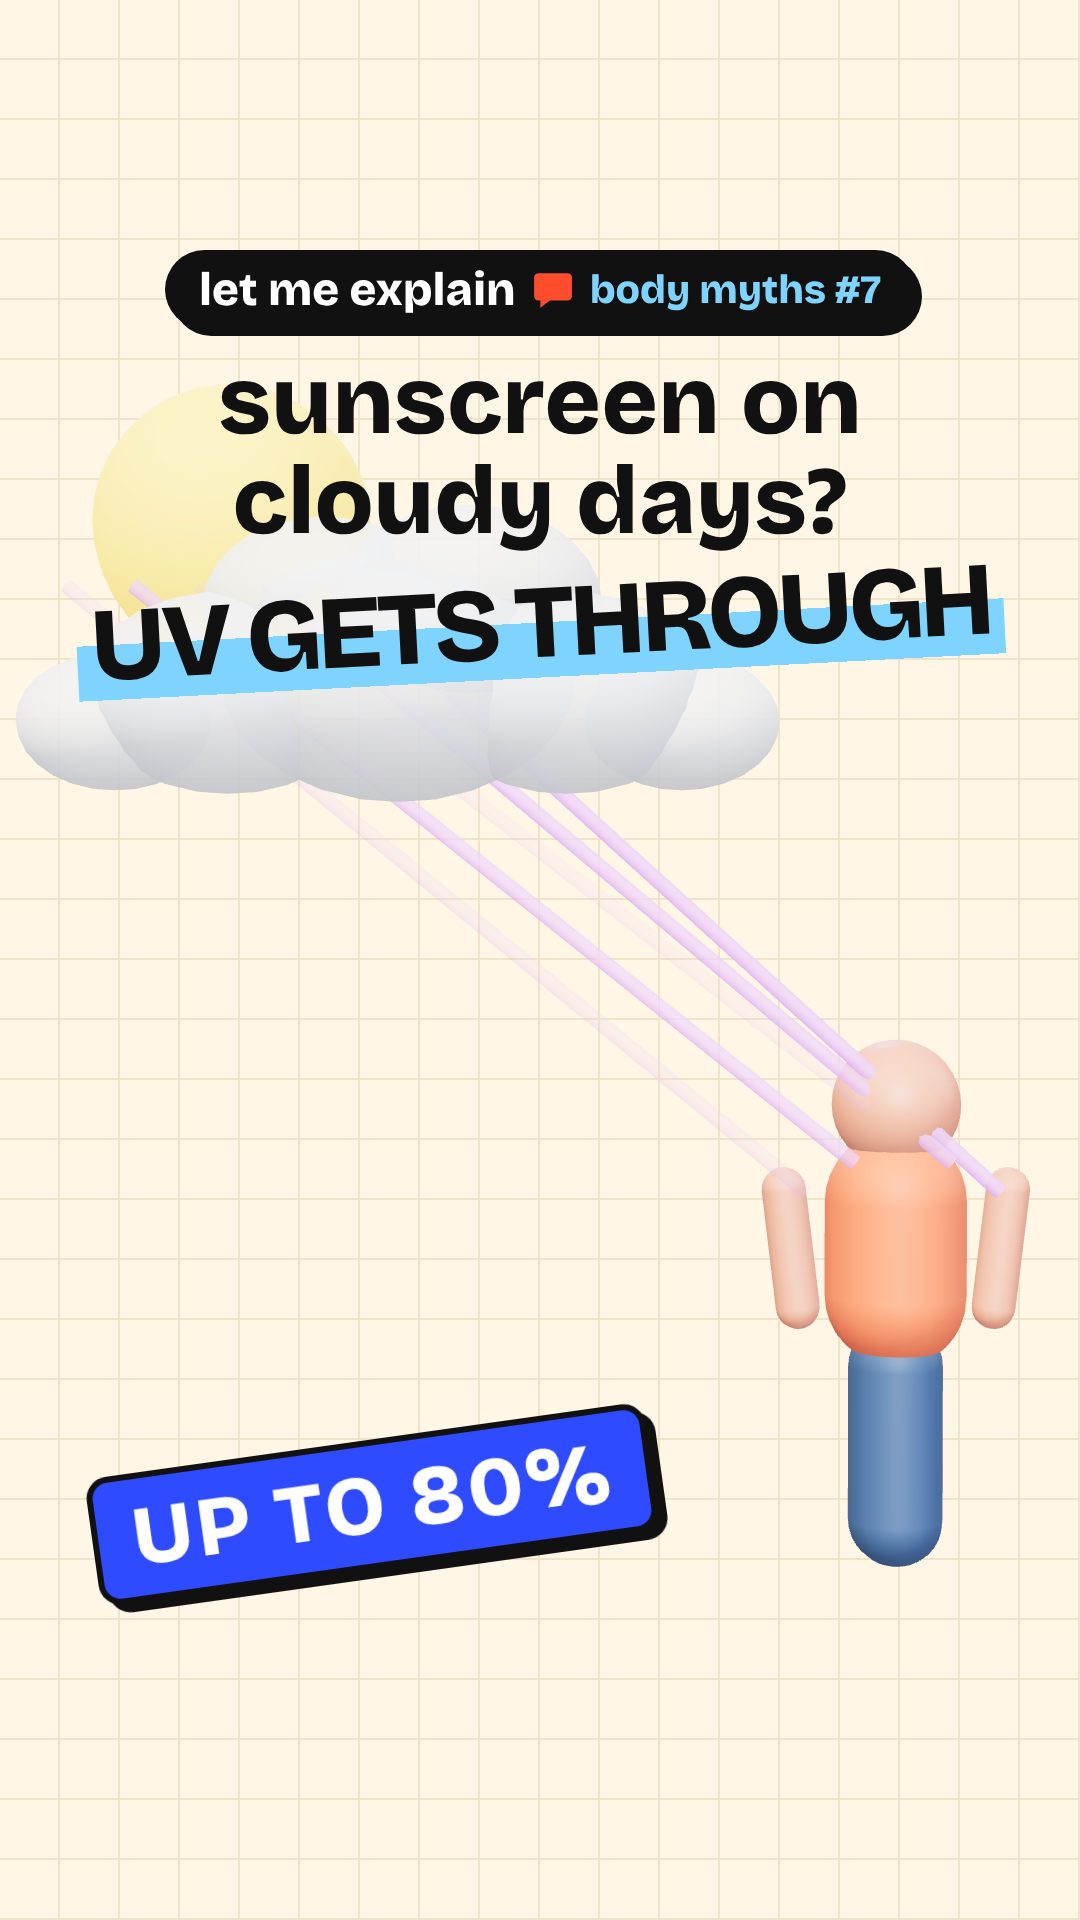 let me explain body myths #7
sunscreen on
cloudy days?
UV GETS THROUGH
UP TO 80%